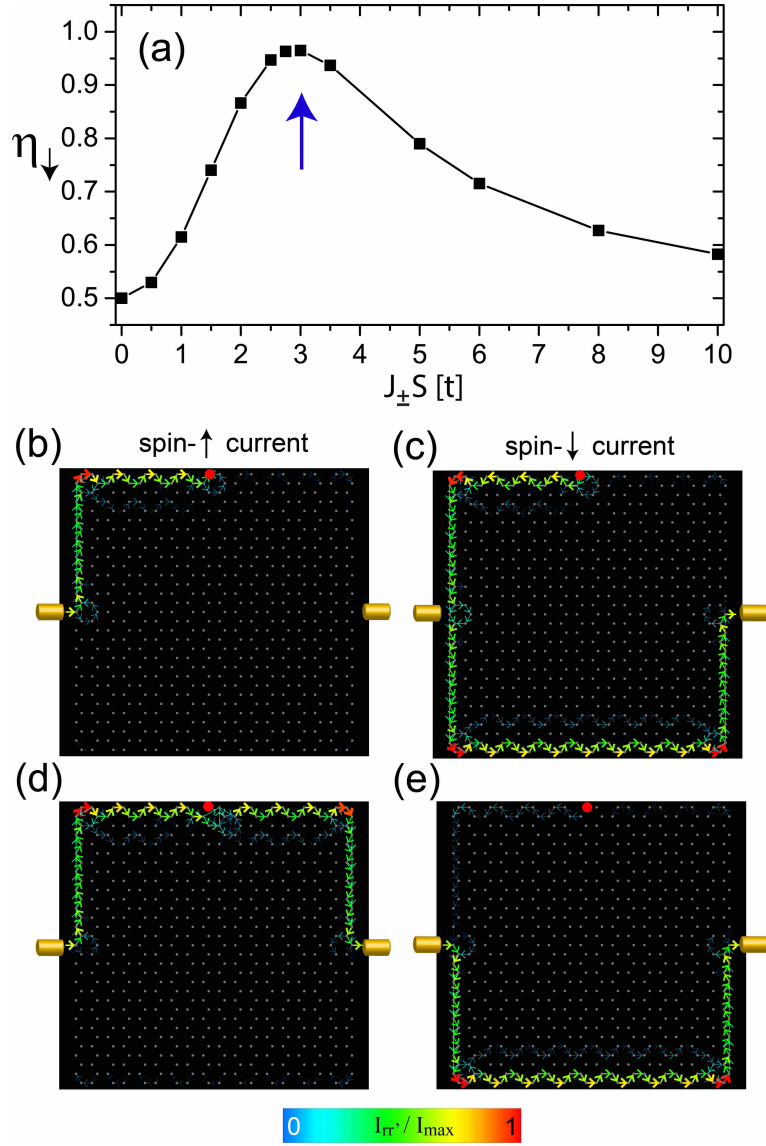 (a)
1.0
0.9
0.8
0.7
0.6
0.5
η↓
0 1 2 3 4 5 6 7 8 9 10
J±S [t]
(b) spin-↑ current
(c) spin-↓ current
(d)
(e)
0 Irr'/ Imax 1